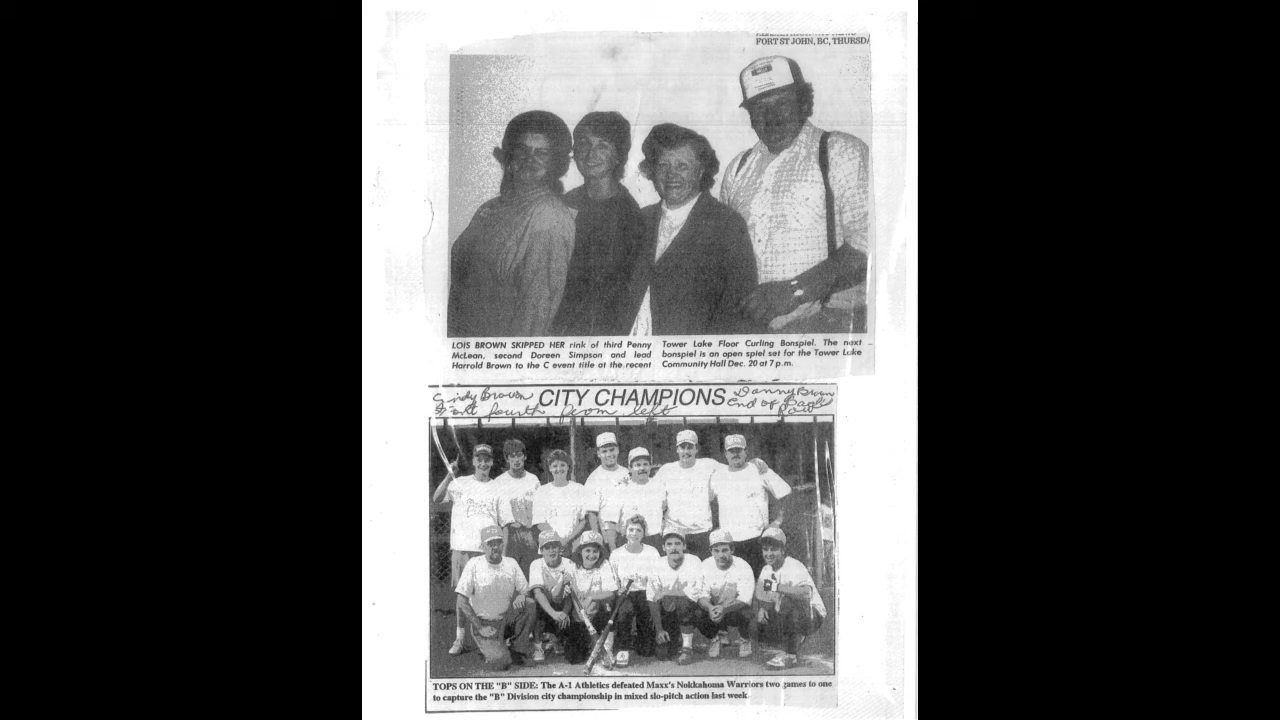 FORT ST JOHN, BC, THURSDA
LOIS BROWN SKIPPED HER rink of third Penny
McLean, second Doreen Simpson and lead
Harrold Brown to the C event title at the recent
Tower Lake Floor Curling Bonspiel. The next
bonspiel is an open spiel set for the Tower Lake
Community Hall Dec. 20 at 7 p.m.
Cindy Brown
Front fourth from left
CITY CHAMPIONS
Danny Brown
End of Back
Row
TOPS ON THE "B" SIDE: The A-1 Athletics defeated Maxx's Nokkahoma Warriors two games to one
to capture the "B" Division city championship in mixed slo-pitch action last week.